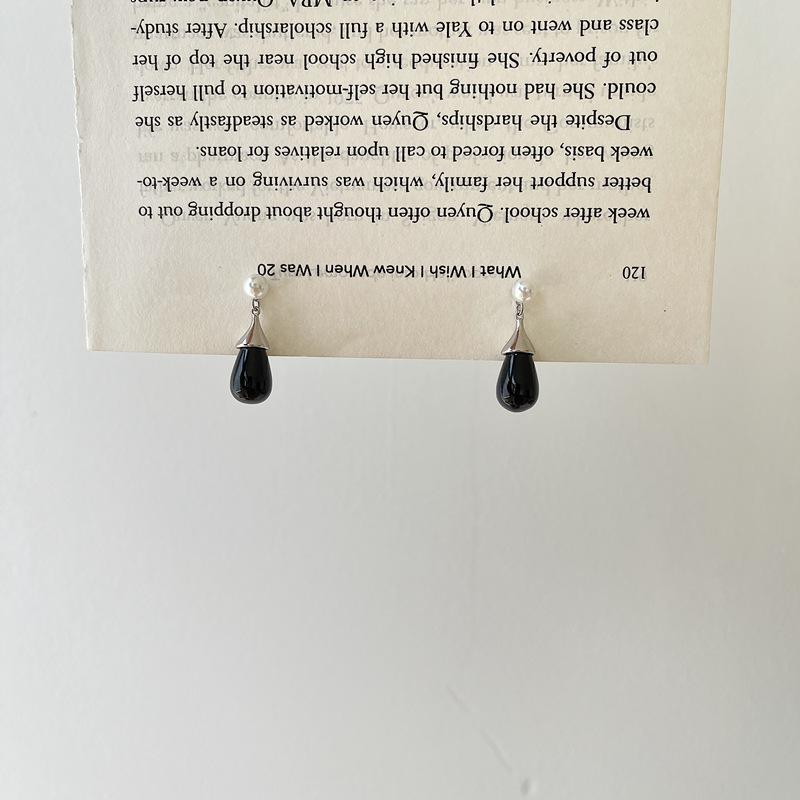 120 What I Wish I Knew When I Was 20
week after school. Quyen often thought about dropping out to
better support her family, which was surviving on a week-to-
week basis, often forced to call upon relatives for loans.
Despite the hardships, Quyen worked as steadfastly as she
could. She had nothing but her self-motivation to pull herself
out of poverty. She finished high school near the top of her
class and went on to Yale with a full scholarship. After study-
MBA. Quyen now runs